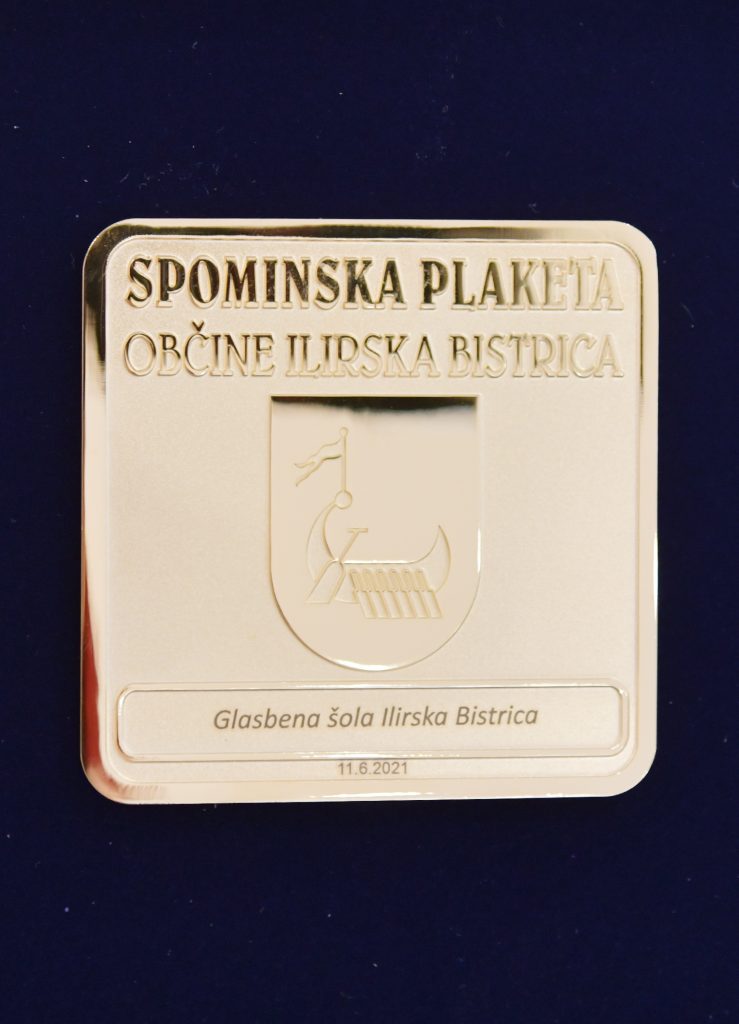 SPOMINSKA PLAKETA
OBČINE ILIRSKA BISTRICA
Glasbena šola Ilirska Bistrica
11.6.2021